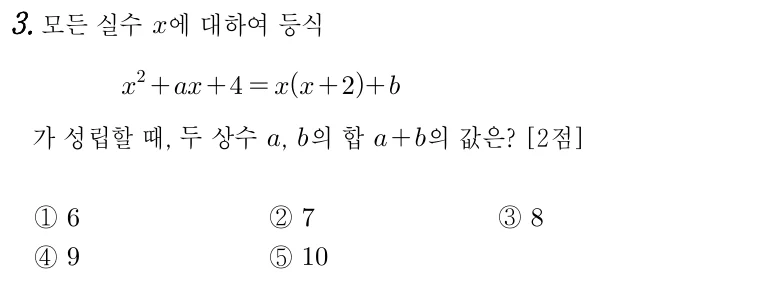 3. 모든 실수 x에 대하여 등식
x²+ax+4=x(x+2)+b
가 성립할 때, 두 상수 a, b의 합 a+b의 값은? [2점]
① 6 ② 7 ③ 8
④ 9 ⑤ 10